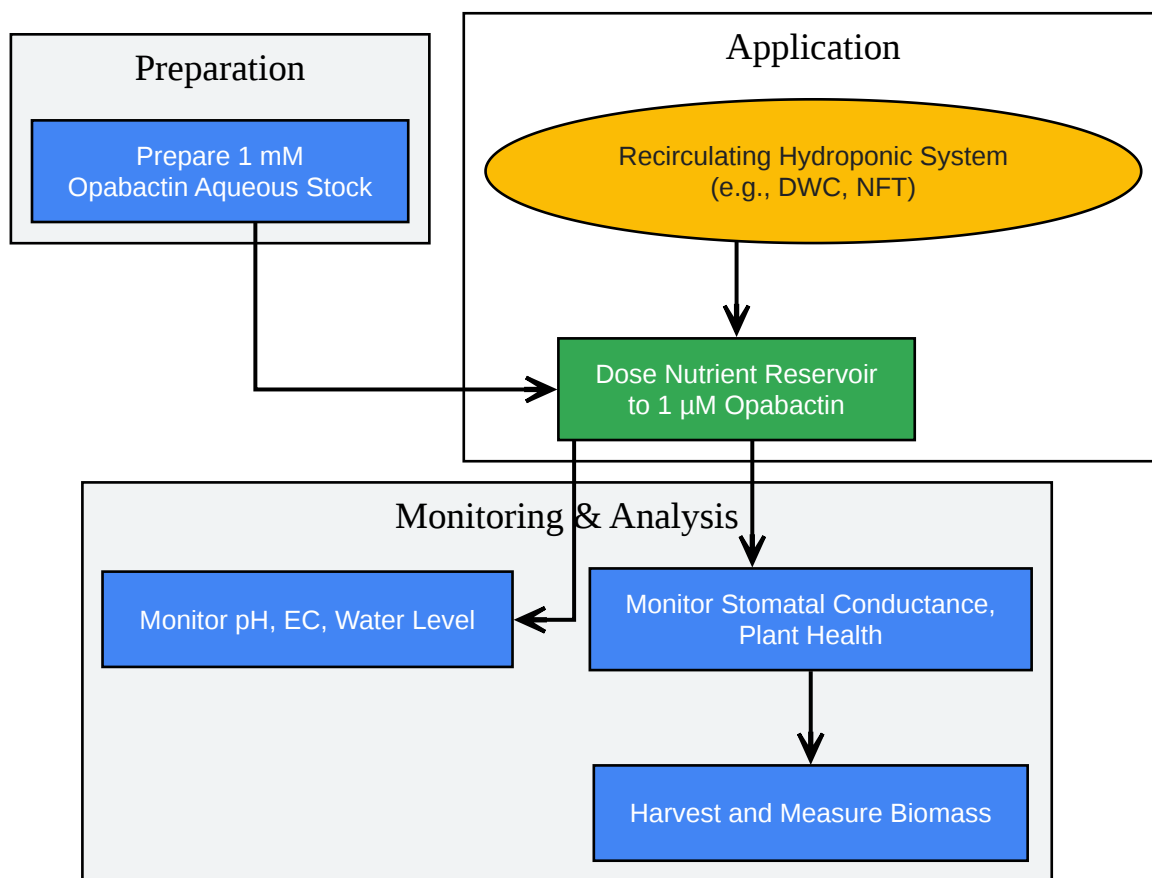 Preparation
Prepare 1 mM
Opabactin Aqueous Stock
Application
Recirculating Hydroponic System
(e.g., DWC, NFT)
Dose Nutrient Reservoir
to 1 µM Opabactin
Monitoring & Analysis
Monitor pH, EC, Water Level
Monitor Stomatal Conductance,
Plant Health
Harvest and Measure Biomass